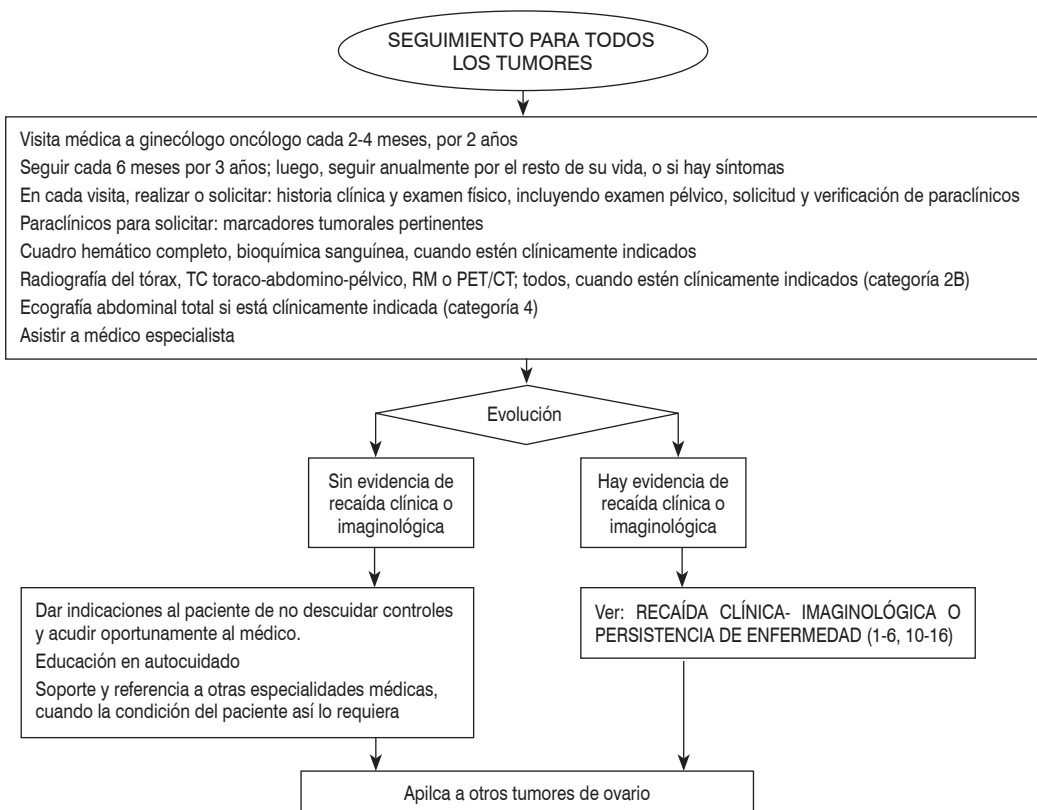 SEGUIMIENTO PARA TODOS
LOS TUMORES
Visita médica a ginecólogo oncólogo cada 2-4 meses, por 2 años
Seguir cada 6 meses por 3 años; luego, seguir anualmente por el resto de su vida, o si hay síntomas
En cada visita, realizar o solicitar: historia clínica y examen físico, incluyendo examen pélvico, solicitud y verificación de paraclínicos
Paraclínicos para solicitar: marcadores tumorales pertinentes
Cuadro hemático completo, bioquímica sanguínea, cuando estén clínicamente indicados
Radiografía del tórax, TC toraco-abdomino-pélvico, RM o PET/CT; todos, cuando estén clínicamente indicados (categoría 2B)
Ecografía abdominal total si está clínicamente indicada (categoría 4)
Asistir a médico especialista
Evolución
Sin evidencia de
recaída clínica o
imaginológica
Hay evidencia de
recaída clínica o
imaginológica
Dar indicaciones al paciente de no descuidar controles
y acudir oportunamente al médico.
Educación en autocuidado
Soporte y referencia a otras especialidades médicas,
cuando la condición del paciente así lo requiera
Ver: RECAÍDA CLÍNICA- IMAGINOLÓGICA O
PERSISTENCIA DE ENFERMEDAD (1-6, 10-16)
Apilca a otros tumores de ovario